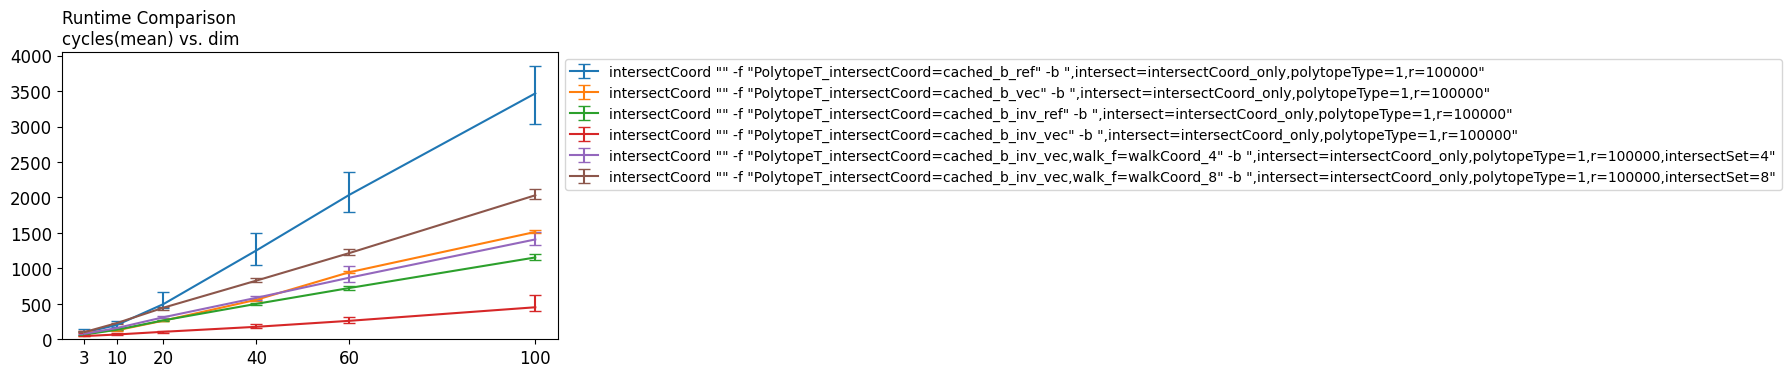 Runtime Comparison
cycles(mean) vs. dim
4000
3500
3000
2500
2000
1500
1000
500
0
3 10 20 40 60 100
intersectCoord "" -f "PolytopeT_intersectCoord=cached_b_ref" -b ",intersect=intersectCoord_only,polytopeType=1,r=100000"
intersectCoord "" -f "PolytopeT_intersectCoord=cached_b_vec" -b ",intersect=intersectCoord_only,polytopeType=1,r=100000"
intersectCoord "" -f "PolytopeT_intersectCoord=cached_b_inv_ref" -b ",intersect=intersectCoord_only,polytopeType=1,r=100000"
intersectCoord "" -f "PolytopeT_intersectCoord=cached_b_inv_vec" -b ",intersect=intersectCoord_only,polytopeType=1,r=100000"
intersectCoord "" -f "PolytopeT_intersectCoord=cached_b_inv_vec,walk_f=walkCoord_4" -b ",intersect=intersectCoord_only,polytopeType=1,r=100000,intersectSet=4"
intersectCoord "" -f "PolytopeT_intersectCoord=cached_b_inv_vec,walk_f=walkCoord_8" -b ",intersect=intersectCoord_only,polytopeType=1,r=100000,intersectSet=8"